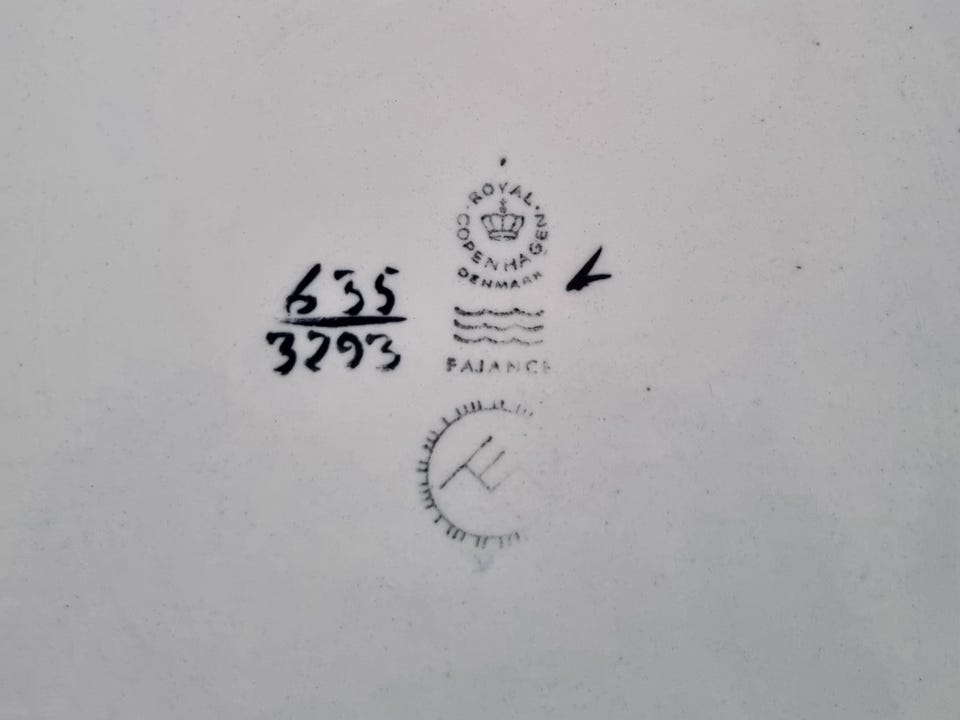 ROYAL
COPENHAGEN
DENMARK
635
3293
FAJANCE